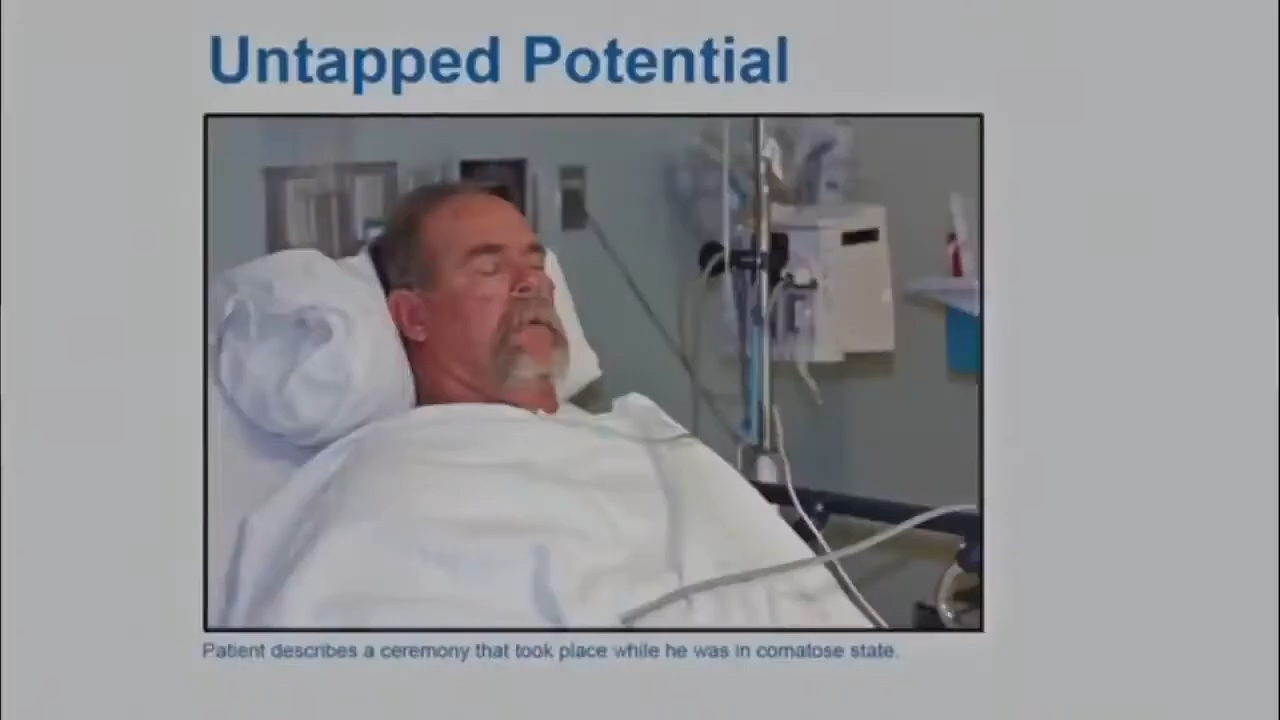 Untapped Potential
Patient describes a ceremony that took place while he was in comatose state.